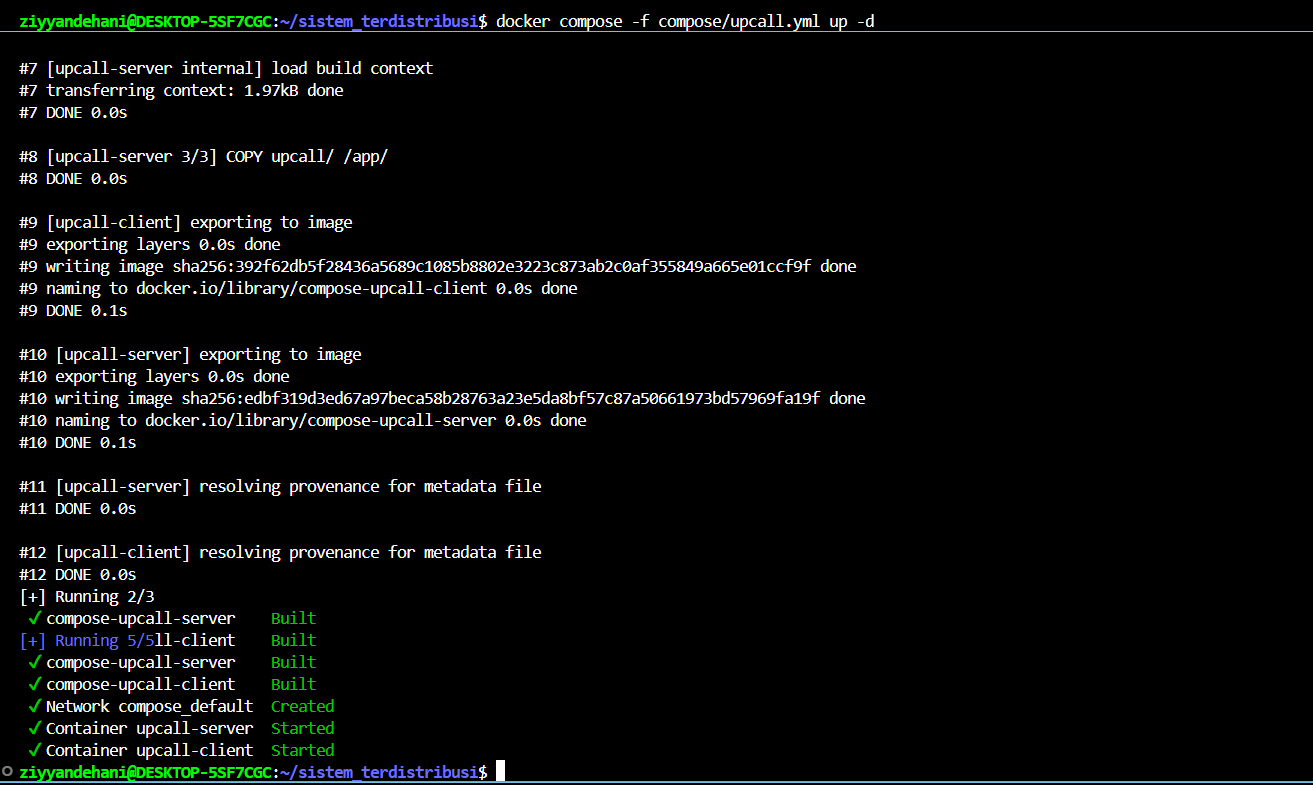 ziyyandehani@DESKTOP-5SF7CGC:~/sistem_terdistribusi$ docker compose -f compose/upcall.yml up -d
#7 [upcall-server internal] load build context
#7 transferring context: 1.97kB done
#7 DONE 0.0s
#8 [upcall-server 3/3] COPY upcall/ /app/
#8 DONE 0.0s
#9 [upcall-client] exporting to image
#9 exporting layers 0.0s done
#9 writing image sha256:392f62db5f28436a5689c1085b8802e3223c873ab2c0af355849a665e01ccf9f done
#9 naming to docker.io/library/compose-upcall-client 0.0s done
#9 DONE 0.1s
#10 [upcall-server] exporting to image
#10 exporting layers 0.0s done
#10 writing image sha256:edbf319d3ed67a97beca58b28763a23e5da8bf57c87a50661973bd57969fa19f done
#10 naming to docker.io/library/compose-upcall-server 0.0s done
#10 DONE 0.1s
#11 [upcall-server] resolving provenance for metadata file
#11 DONE 0.0s
#12 [upcall-client] resolving provenance for metadata file
#12 DONE 0.0s
[+] Running 2/3
✔ compose-upcall-server Built
[+] Running 5/5ll-client Built
✔ compose-upcall-server Built
✔ compose-upcall-client Built
✔ Network compose_default Created
✔ Container upcall-server Started
✔ Container upcall-client Started
ziyyandehani@DESKTOP-5SF7CGC:~/sistem_terdistribusi$